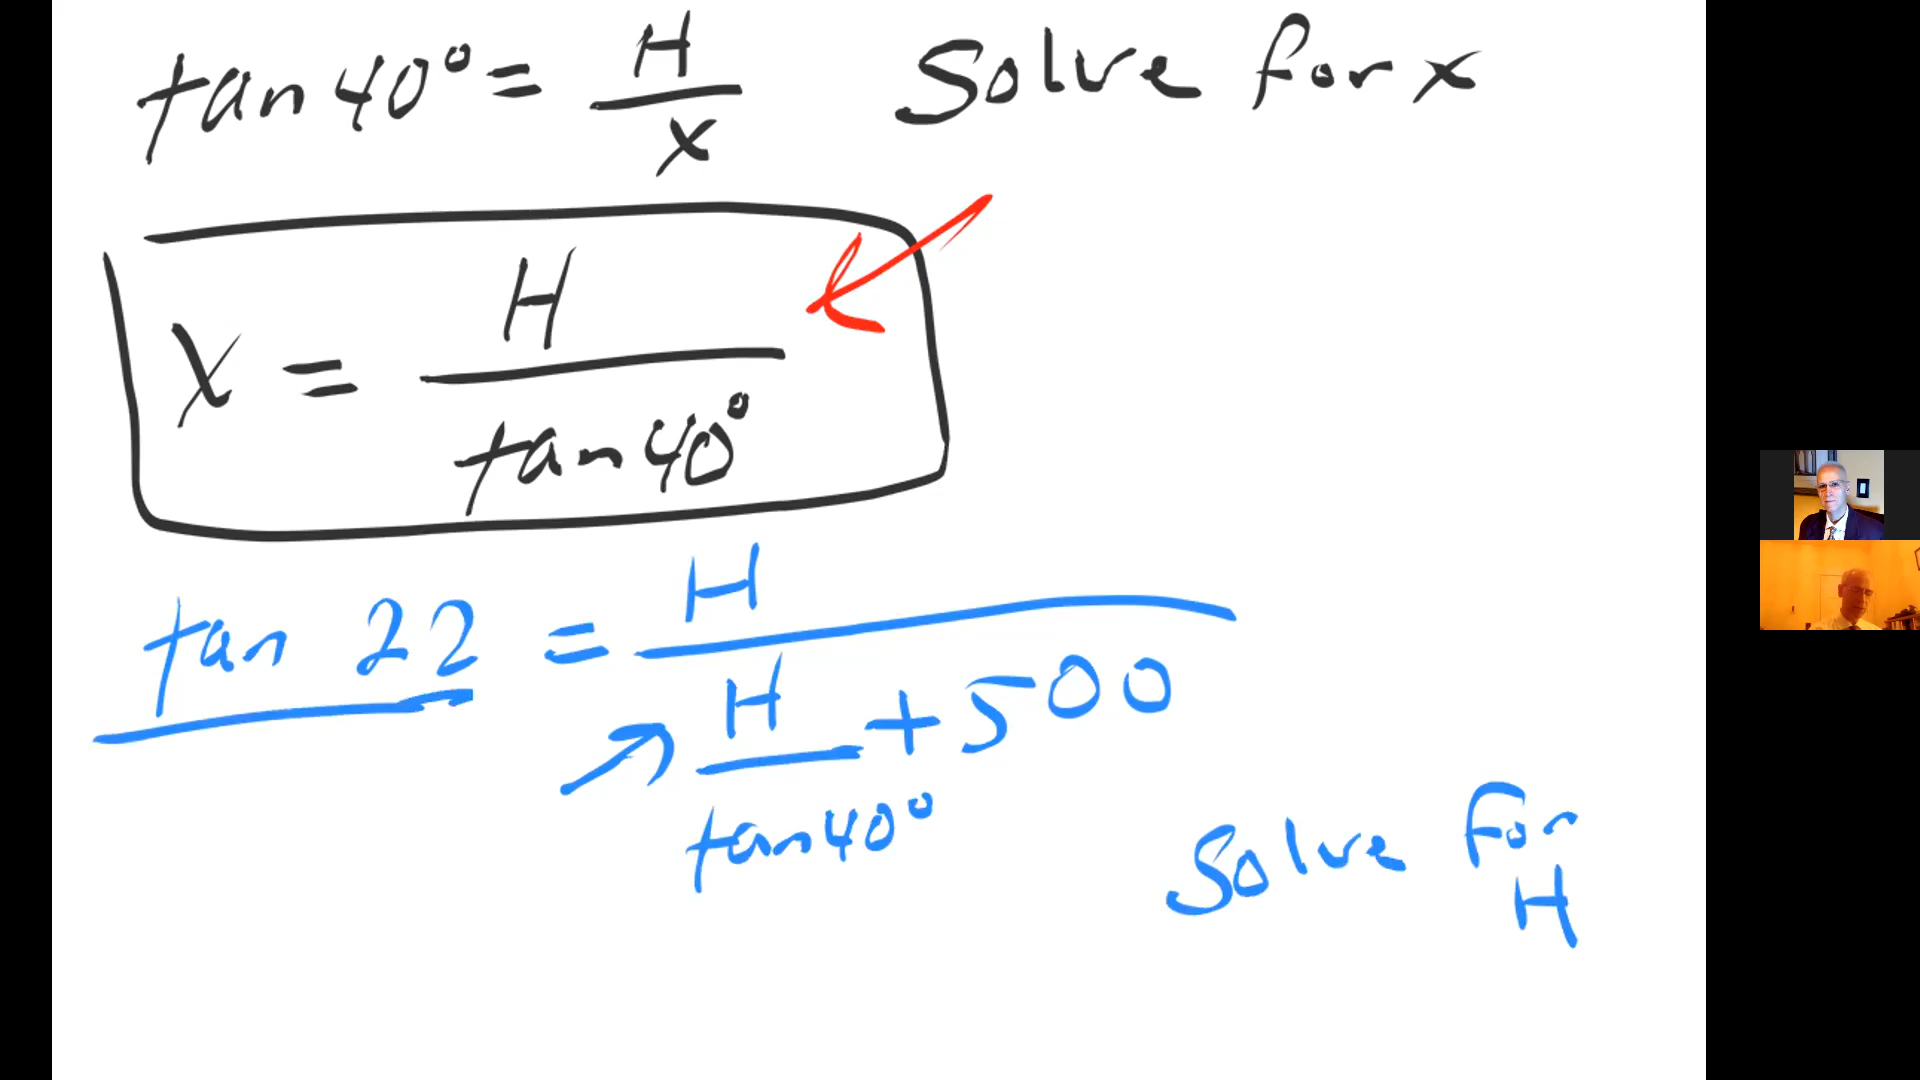 tan 40° = H/x Solve for x
x = H/tan 40°
tan 22 = H/(H/tan 40° + 500)
Solve for H